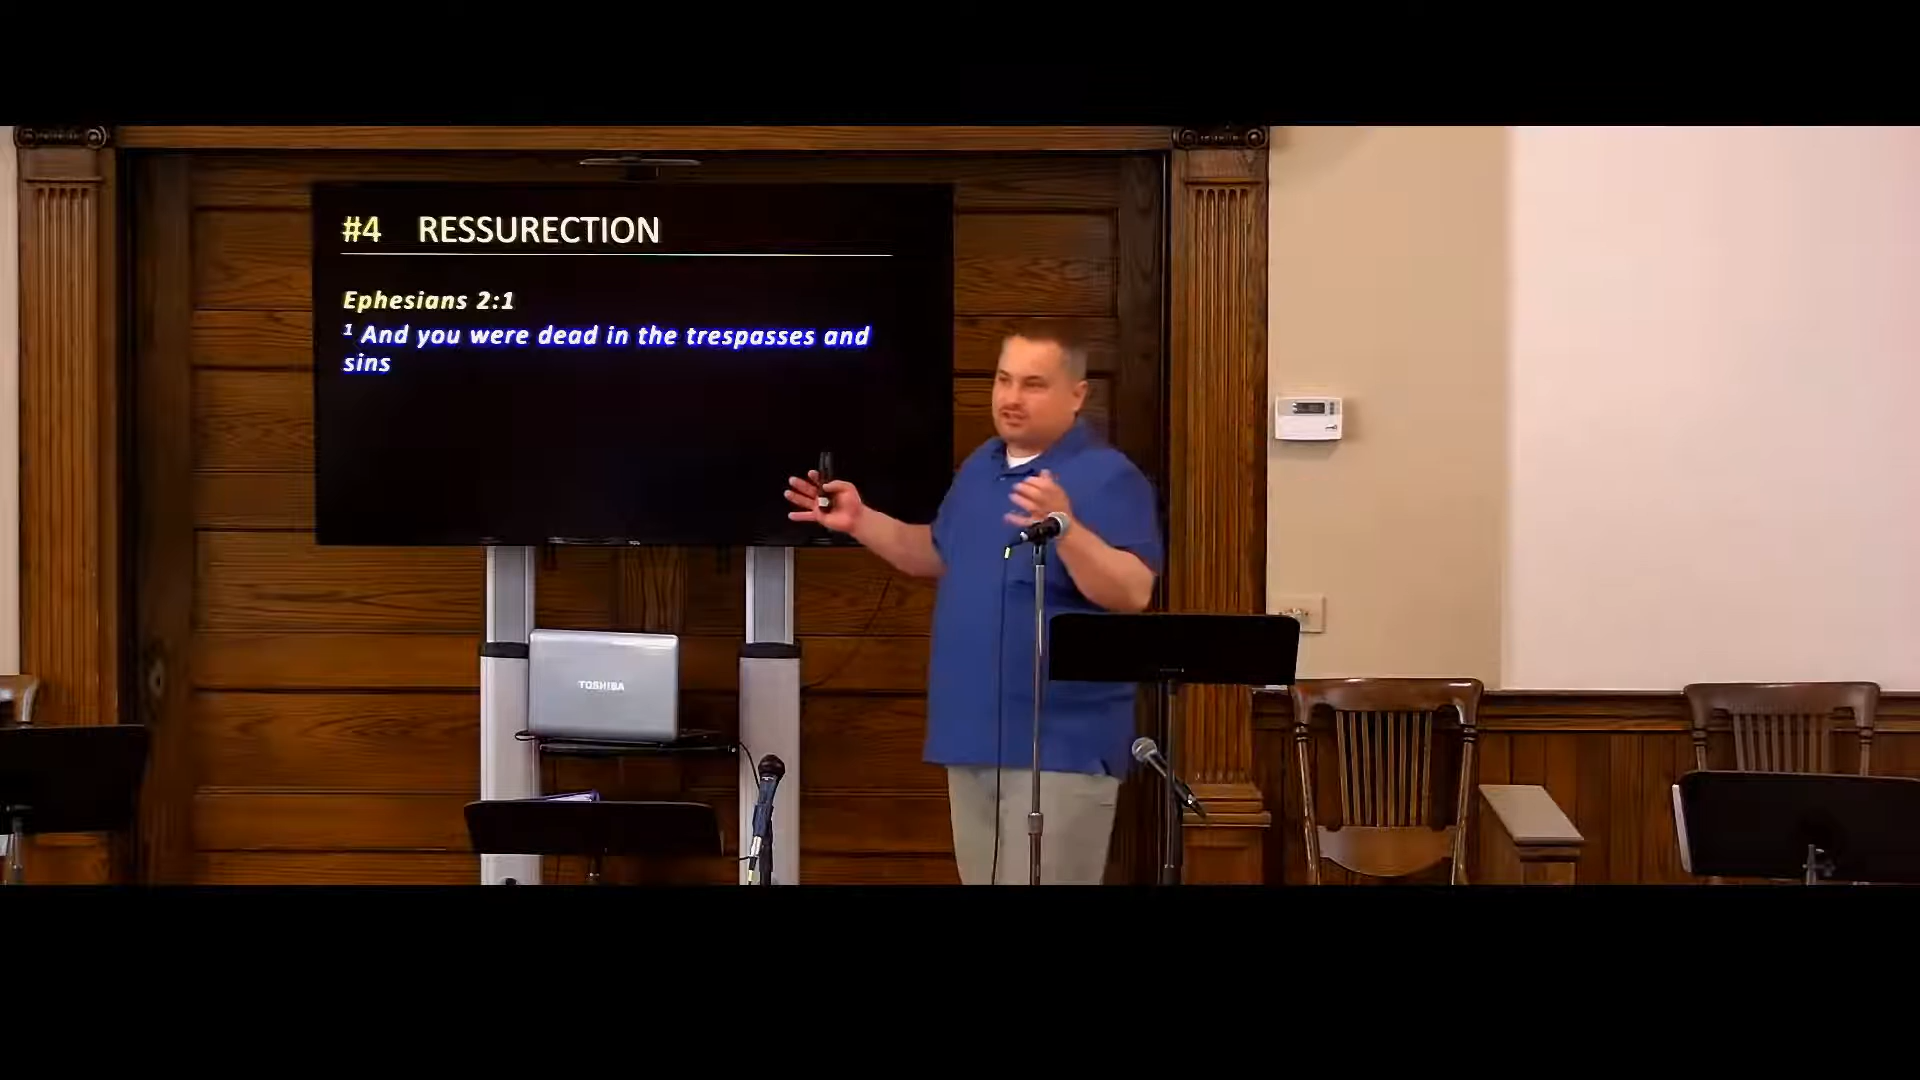 #4 RESSURECTION
Ephesians 2:1
1 And you were dead in the trespasses and
sins
TOSHIBA